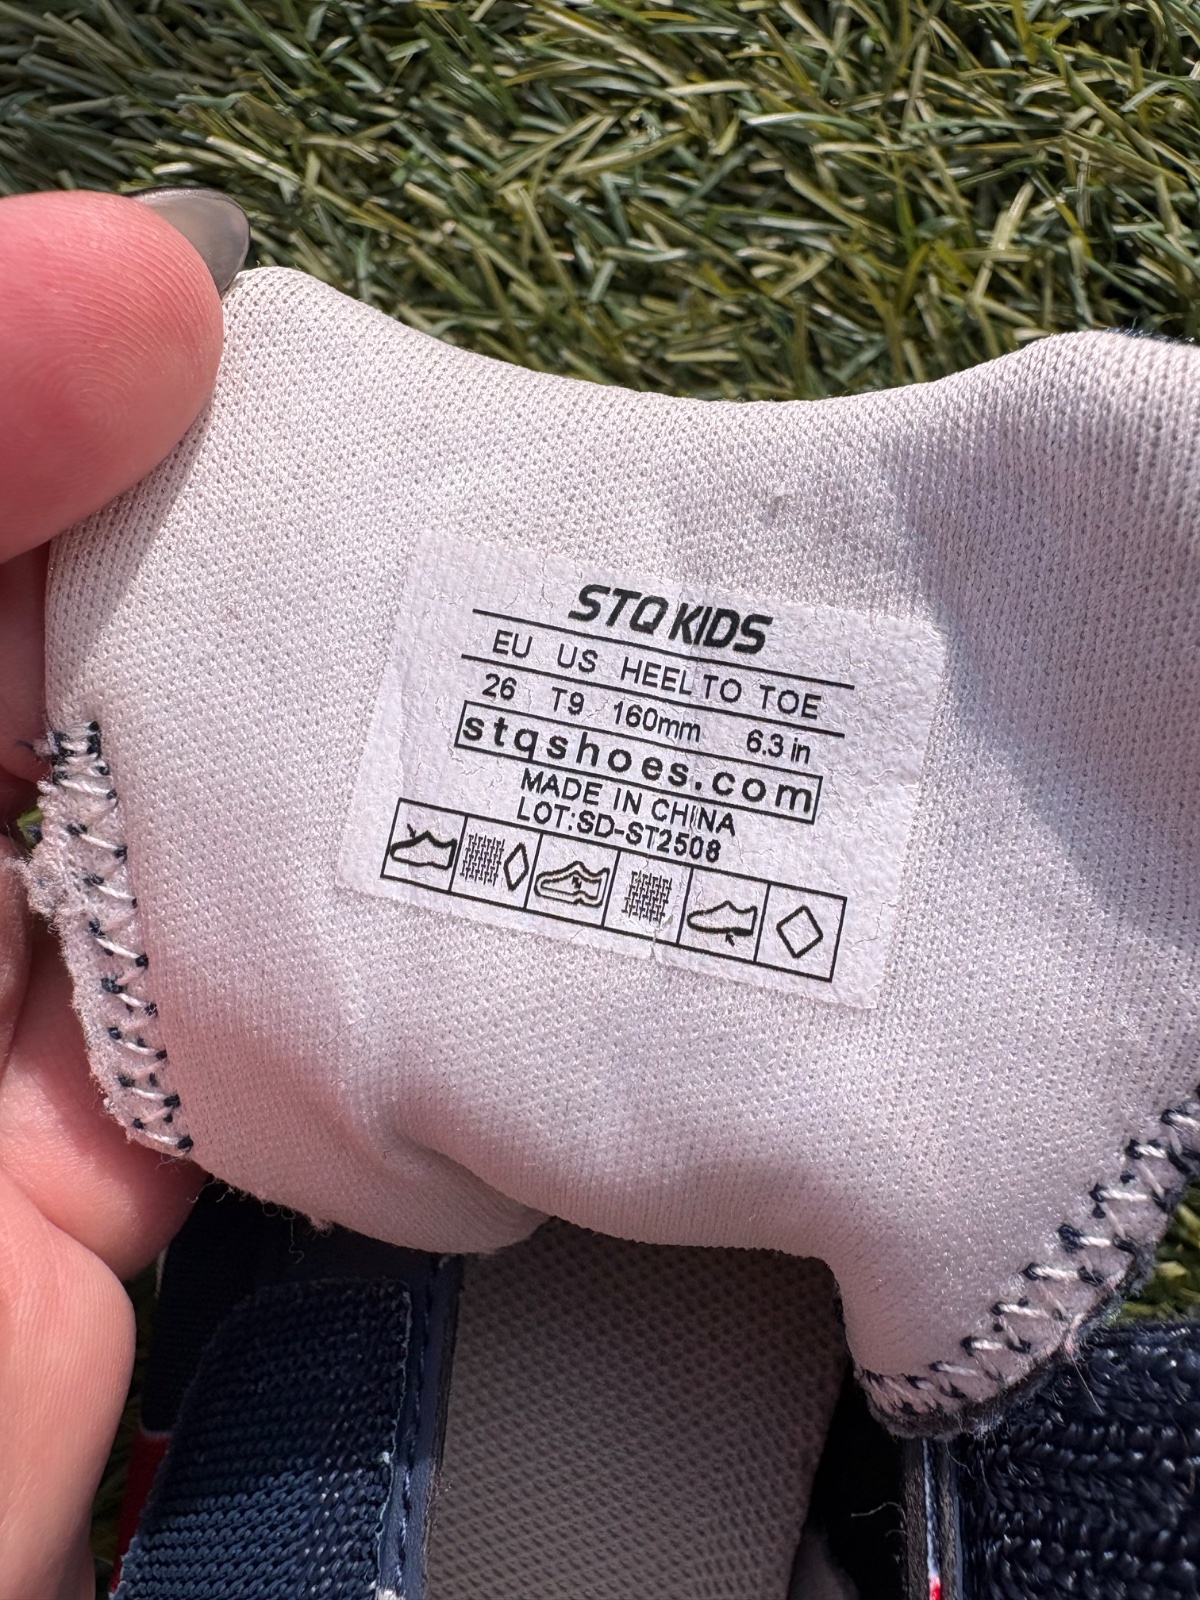 STQ KIDS
EU US HEEL TO TOE
26 T9 160mm 6.3 in
stqshoes.com
MADE IN CHINA
LOT:SD-ST2508